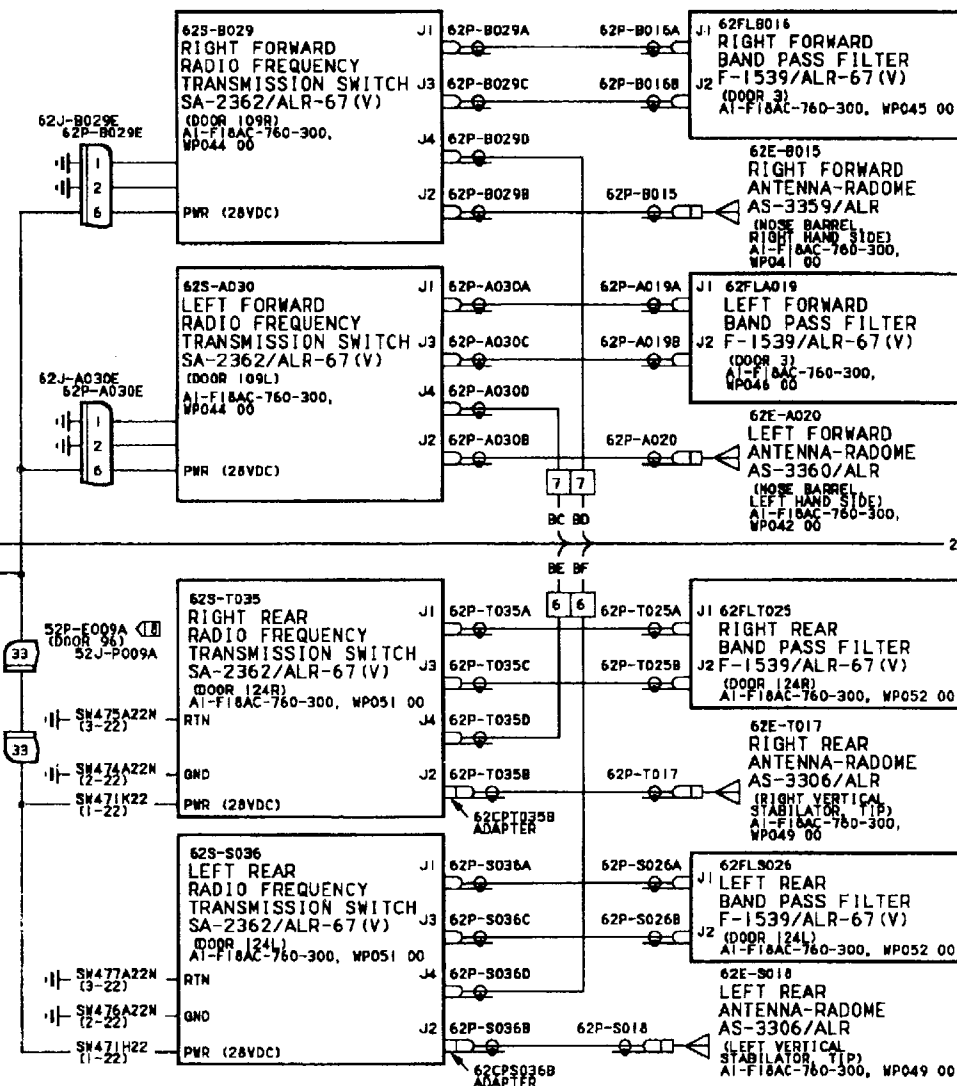 62S-B029
RIGHT FORWARD
RADIO FREQUENCY
TRANSMISSION SWITCH
SA-2362/ALR-67(V)
(DOOR 109R)
A1-F18AC-760-300,
WP044 00
PWR (28VDC)
J1 62P-B029A
J3 62P-B029C
J4 62P-B029D
J2 62P-B029B
62P-B016A
62P-B016B
62P-B015
J1 62FLB016
RIGHT FORWARD
BAND PASS FILTER
J2 F-1539/ALR-67(V)
(DOOR 3)
A1-F18AC-760-300, WP045 00
62E-B015
RIGHT FORWARD
ANTENNA-RADOME
AS-3359/ALR
(NOSE BARREL,
RIGHT HAND SIDE)
A1-F18AC-760-300,
WP041 00
62J-B029E
62P-B029E
1
2
6
62S-A030
LEFT FORWARD
RADIO FREQUENCY
TRANSMISSION SWITCH
SA-2362/ALR-67(V)
(DOOR 109L)
A1-F18AC-760-300,
WP044 00
PWR (28VDC)
J1 62P-A030A
J3 62P-A030C
J4 62P-A030D
J2 62P-A030B
62P-A019A
62P-A019B
62P-A020
J1 62FLA019
LEFT FORWARD
BAND PASS FILTER
J2 F-1539/ALR-67(V)
(DOOR 3)
A1-F18AC-760-300,
WP046 00
62E-A020
LEFT FORWARD
ANTENNA-RADOME
AS-3360/ALR
(NOSE BARREL,
LEFT HAND SIDE)
A1-F18AC-760-300,
WP042 00
62J-A030E
62P-A030E
1
2
6
7 7
BC BD
2
BE BF
6 6
52P-E009A 18
(DOOR 96)
52J-P009A
33
33
62S-T035
RIGHT REAR
RADIO FREQUENCY
TRANSMISSION SWITCH
SA-2362/ALR-67(V)
(DOOR 124R)
A1-F18AC-760-300, WP051 00
RTN
GND
PWR (28VDC)
SW475A22N
(3-22)
SW474A22N
(2-22)
SW471K22
(1-22)
J1 62P-T035A
J3 62P-T035C
J4 62P-T035D
J2 62P-T035B
62CPT035B
ADAPTER
62P-T025A
62P-T025B
62P-T017
J1 62FLT025
RIGHT REAR
BAND PASS FILTER
J2 F-1539/ALR-67(V)
(DOOR 124R)
A1-F18AC-760-300, WP052 00
62E-T017
RIGHT REAR
ANTENNA-RADOME
AS-3306/ALR
(RIGHT VERTICAL
STABILATOR, TIP)
A1-F18AC-760-300,
WP049 00
62S-S036
LEFT REAR
RADIO FREQUENCY
TRANSMISSION SWITCH
SA-2362/ALR-67(V)
(DOOR 124L)
A1-F18AC-760-300, WP051 00
RTN
GND
PWR (28VDC)
SW477A22N
(3-22)
SW476A22N
(2-22)
SW471H22
(1-22)
J1 62P-S036A
J3 62P-S036C
J4 62P-S036D
J2 62P-S036B
62CPS036B
ADAPTER
62P-S026A
62P-S026B
62P-S018
62FLS026
J1 LEFT REAR
BAND PASS FILTER
F-1539/ALR-67(V)
J2 (DOOR 124L)
A1-F18AC-760-300, WP052 00
62E-S018
LEFT REAR
ANTENNA-RADOME
AS-3306/ALR
(LEFT VERTICAL
STABILATOR, TIP)
A1-F18AC-760-300, WP049 00